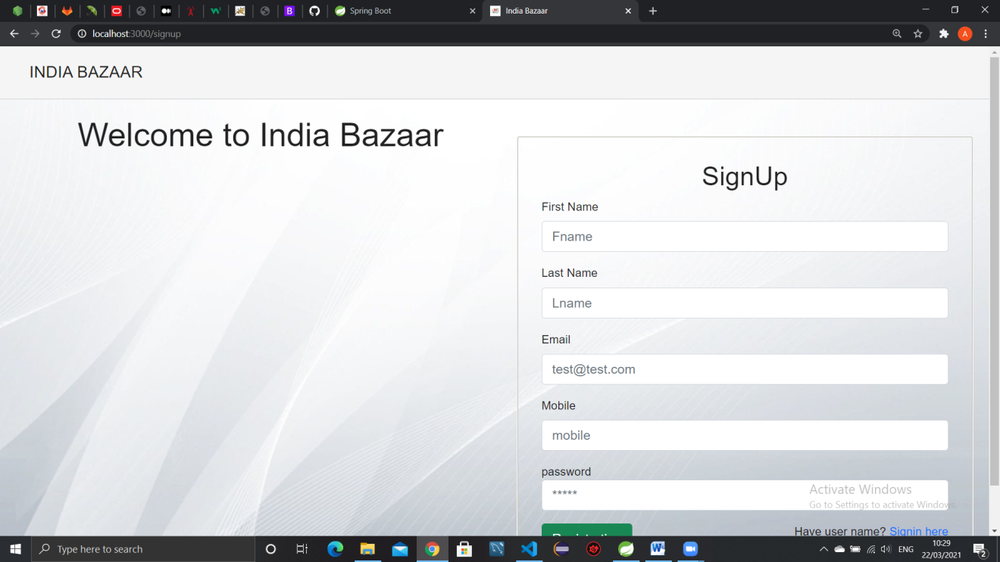 Spring Boot
India Bazaar
localhost:3000/signup
A
INDIA BAZAAR
Welcome to India Bazaar
SignUp
First Name
Fname
Last Name
Lname
Email
test@test.com
Mobile
mobile
password
*****
Activate Windows
Go to Settings to activate Windows.
Have user name? Signin here
Type here to search
ENG
10:29
22/03/2021
2